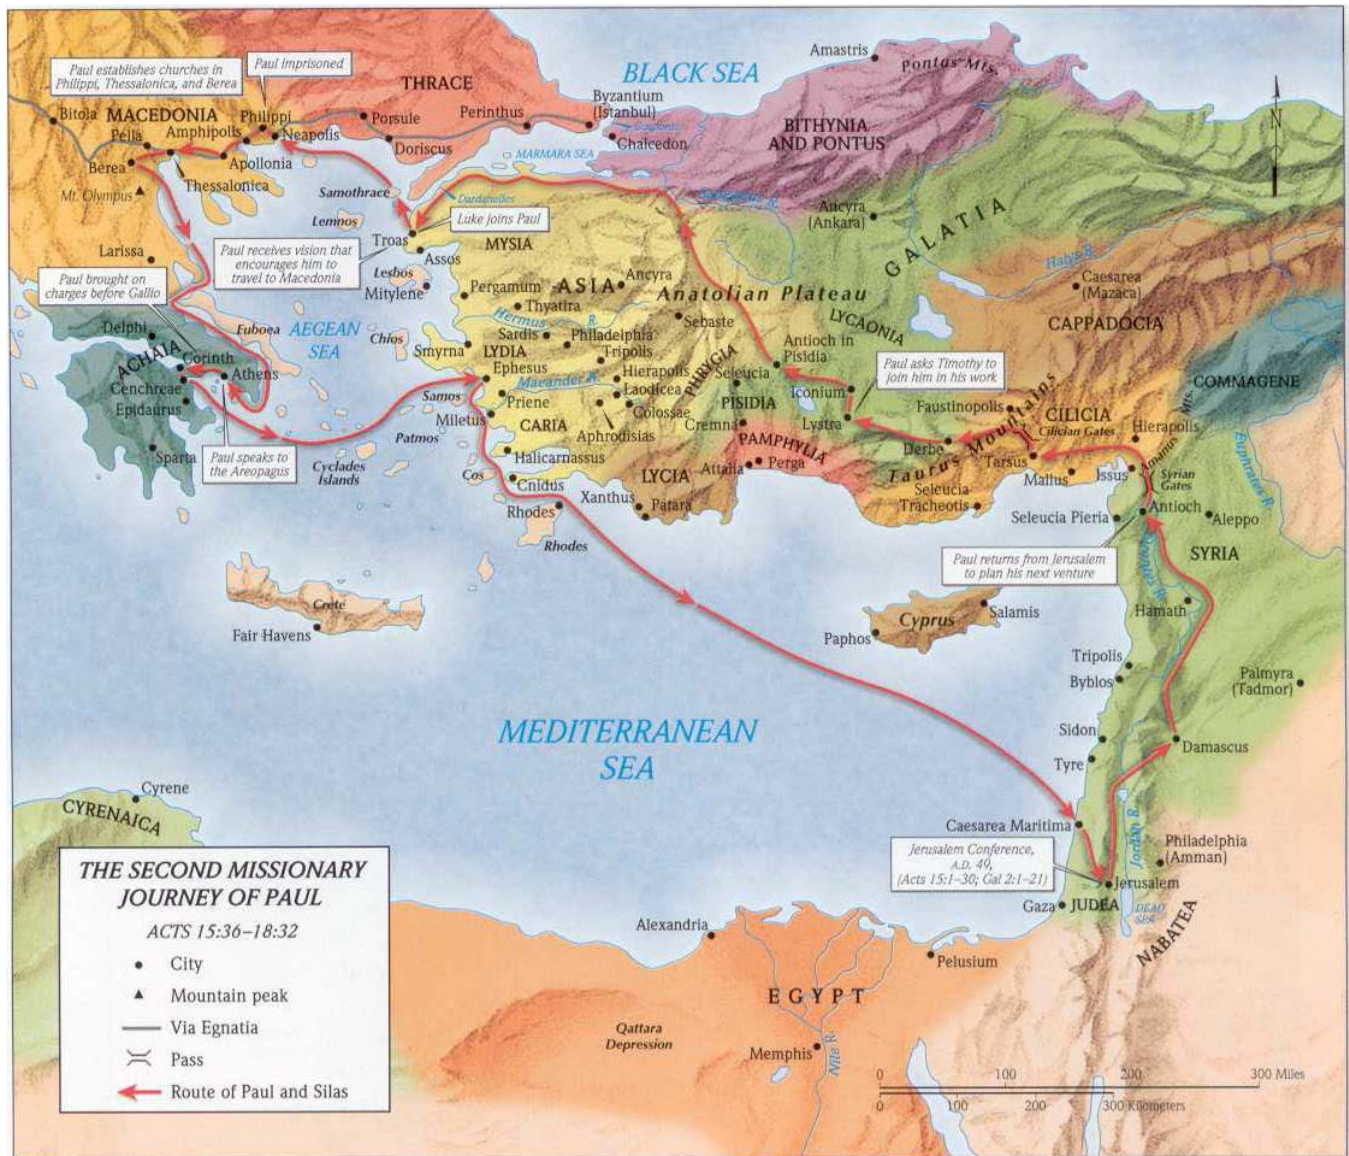 Paul establishes churches in
Philippi, Thessalonica, and Berea
Paul imprisoned
THRACE
BLACK SEA
Amastris
Pontus Mts.
Bitola
MACEDONIA
Philippi
Porsule
Perinthus
Byzantium
(Istanbul)
BITHYNIA
AND PONTUS
Pella
Amphipolis
Neapolis
Doriscus
Chalcedon
Berea
Apollonia
MARMARA SEA
Thessalonica
Mt. Olympus
Samothrace
Dardanelles
Lemnos
Luke joins Paul
Ancyra
(Ankara)
GALATIA
Troas
MYSIA
Larissa
Paul receives vision that
encourages him to
travel to Macedonia
Assos
Halys R.
Paul brought on
charges before Gallio
Lesbos
Mitylene
Pergamum
ASIA
Ancyra
Anatolian Plateau
Caesarea
(Mazaca)
Thyatira
LYCAONIA
CAPPADOCIA
Delphi
Euboea
AEGEAN
SEA
Chios
Hermus
R.
Sardis
Philadelphia
Sebaste
ACHAIA
Smyrna
LYDIA
Tripolis
PHRYGIA
Antioch in
Pisidia
Corinth
Athens
Ephesus
Hierapolis
Seleucia
Paul asks Timothy to
join him in his work
COMMAGENE
Cenchreae
Samos
Maeander R.
Laodicea
Iconium
Epidaurus
Priene
Colossae
PISIDIA
Faustinopolis
CILICIA
Miletus
CARIA
Aphrodisias
Cremna
Lystra
Cilician Gates
Hierapolis
Patmos
PAMPHYLIA
Derbe
Taurus Mountains
Amanus Mts.
Euphrates R.
Sparta
Paul speaks to
the Areopagus
Cyclades
Islands
Halicarnassus
Attalia
Perga
Tarsus
Mallus
Issus
Syrian
Gates
Cos
Cnidus
Xanthus
LYCIA
Patara
Seleucia
Tracheotis
Rhodes
Seleucia Pieria
Antioch
Aleppo
Rhodes
Paul returns from Jerusalem
to plan his next venture
SYRIA
Orontes R.
Crete
Fair Havens
Cyprus
Salamis
Paphos
Hamath
Tripolis
Byblos
Palmyra
(Tadmor)
MEDITERRANEAN
SEA
Sidon
Damascus
Tyre
Cyrene
CYRENAICA
Caesarea Maritima
Jordan R.
Philadelphia
(Amman)
Jerusalem Conference,
A.D. 49,
(Acts 15:1–30; Gal 2:1–21)
Jerusalem
Gaza
JUDEA
DEAD
SEA
NABATEA
Alexandria
Pelusium
EGYPT
Qattara
Depression
Memphis
Nile R.
THE SECOND MISSIONARY
JOURNEY OF PAUL
ACTS 15:36–18:32
City
Mountain peak
Via Egnatia
Pass
Route of Paul and Silas
N
0 100 200 300 Miles
0 100 200 300 Kilometers